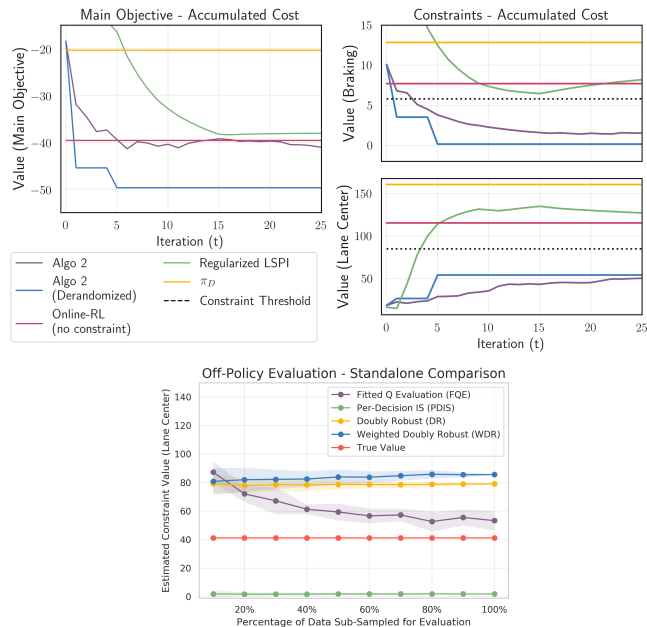 Main Objective - Accumulated Cost
Value (Main Objective)
−20
−30
−40
−50
0
5
10
15
20
25
Iteration (t)
Constraints - Accumulated Cost
Value (Braking)
15
10
5
0
0
5
10
15
20
25
Value (Lane Center)
150
100
50
0
5
10
15
20
25
Iteration (t)
Algo 2
Algo 2
(Derandomized)
Online-RL
(no constraint)
Regularized LSPI
π_D
Constraint Threshold
Off-Policy Evaluation - Standalone Comparison
Estimated Constraint Value (Lane Center)
140
120
100
80
60
40
20
0
Fitted Q Evaluation (FQE)
Per-Decision IS (PDIS)
Doubly Robust (DR)
Weighted Doubly Robust (WDR)
True Value
20%
40%
60%
80%
100%
Percentage of Data Sub-Sampled for Evaluation